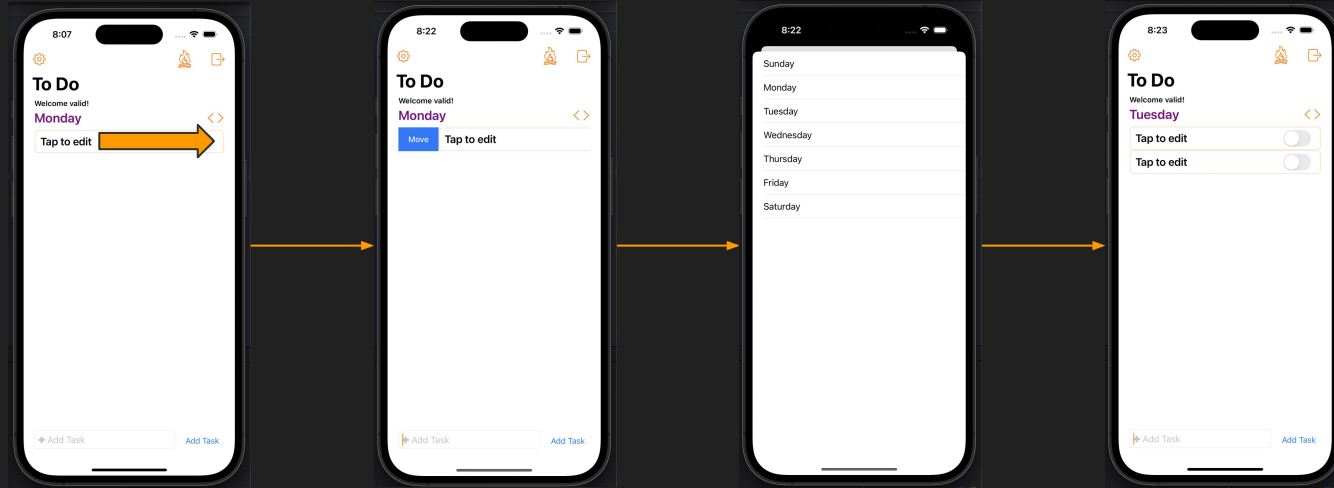 8:07
To Do
Welcome valid!
Monday
< >
Tap to edit
+ Add Task
Add Task
8:22
To Do
Welcome valid!
Monday
< >
Move
Tap to edit
+ Add Task
Add Task
8:22
Sunday
Monday
Tuesday
Wednesday
Thursday
Friday
Saturday
8:23
To Do
Welcome valid!
Tuesday
< >
Tap to edit
Tap to edit
+ Add Task
Add Task